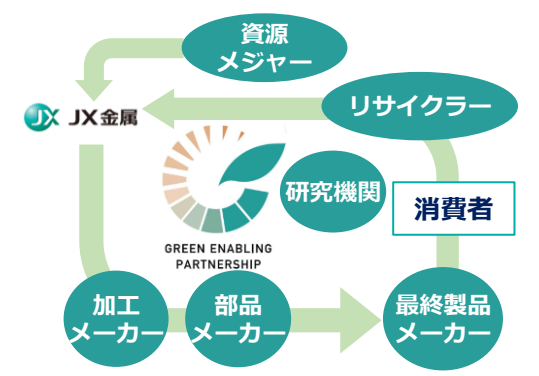 資源
メジャー
リサイクラー
JX JX金属
研究機関
消費者
GREEN ENABLING
PARTNERSHIP
加工
メーカー
部品
メーカー
最終製品
メーカー